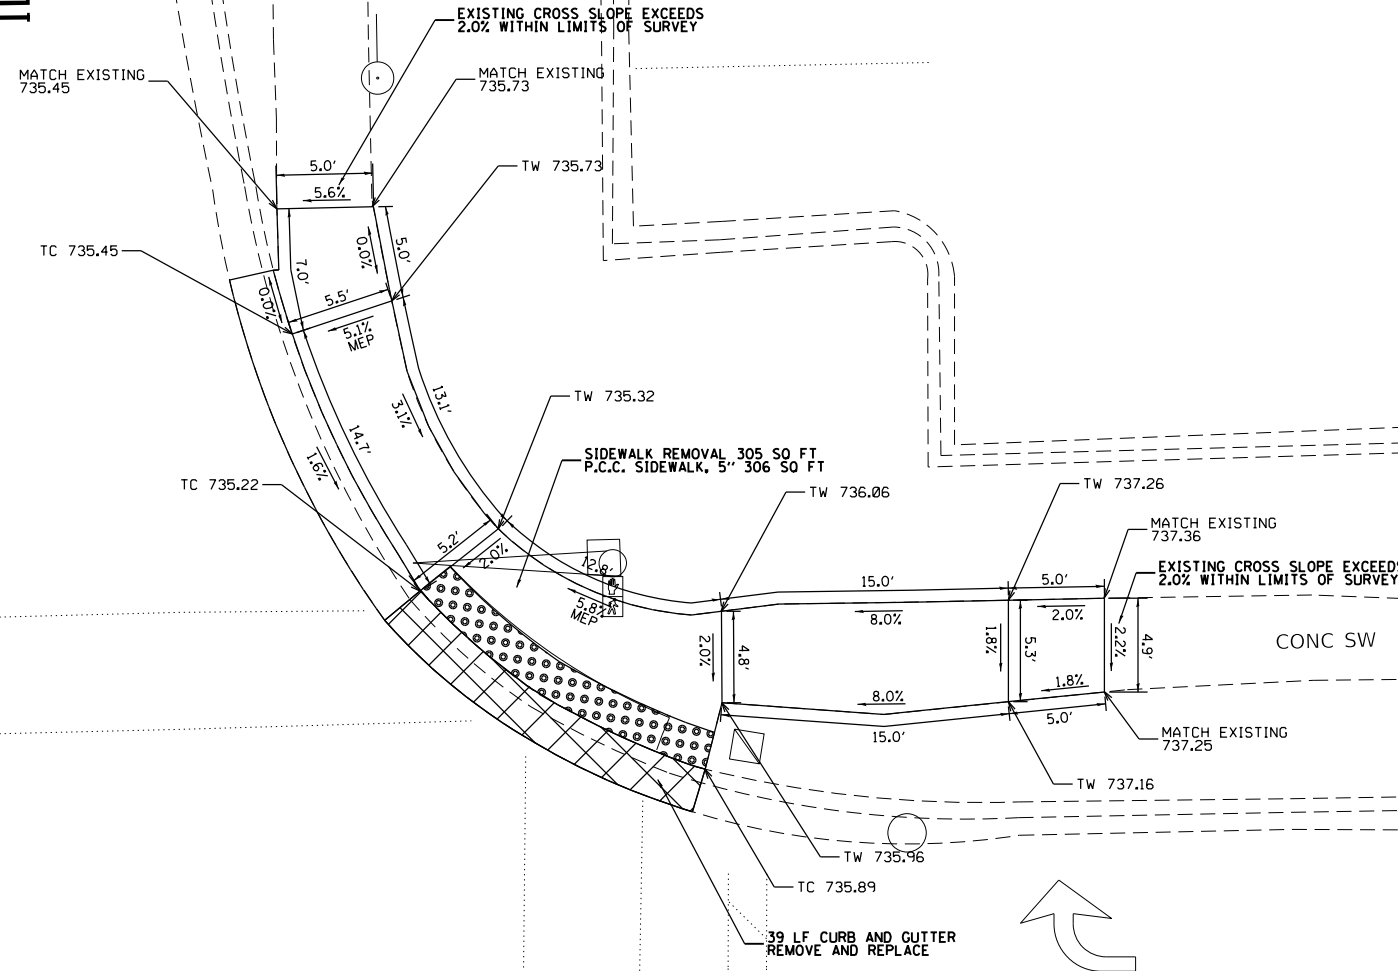 EXISTING CROSS SLOPE EXCEEDS
2.0% WITHIN LIMITS OF SURVEY
MATCH EXISTING
735.45
MATCH EXISTING
735.73
5.0'
5.6%
TW 735.73
TC 735.45
0.0%
5.0'
7.0'
0.0%
5.5'
5.1%
MEP
13.1'
3.1%
TW 735.32
14.7'
1.6%
SIDEWALK REMOVAL 305 SQ FT
P.C.C. SIDEWALK, 5" 306 SQ FT
TC 735.22
TW 736.06
TW 737.26
MATCH EXISTING
737.36
5.2'
2.0%
12.8'
5.8%
MEP
15.0'
5.0'
EXISTING CROSS SLOPE EXCEEDS
2.0% WITHIN LIMITS OF SURVEY
8.0%
2.0%
2.0%
4.8'
1.8%
5.3'
2.2%
4.9'
CONC SW
8.0%
1.8%
15.0'
5.0'
MATCH EXISTING
737.25
TW 737.16
TW 735.96
TC 735.89
39 LF CURB AND GUTTER
REMOVE AND REPLACE